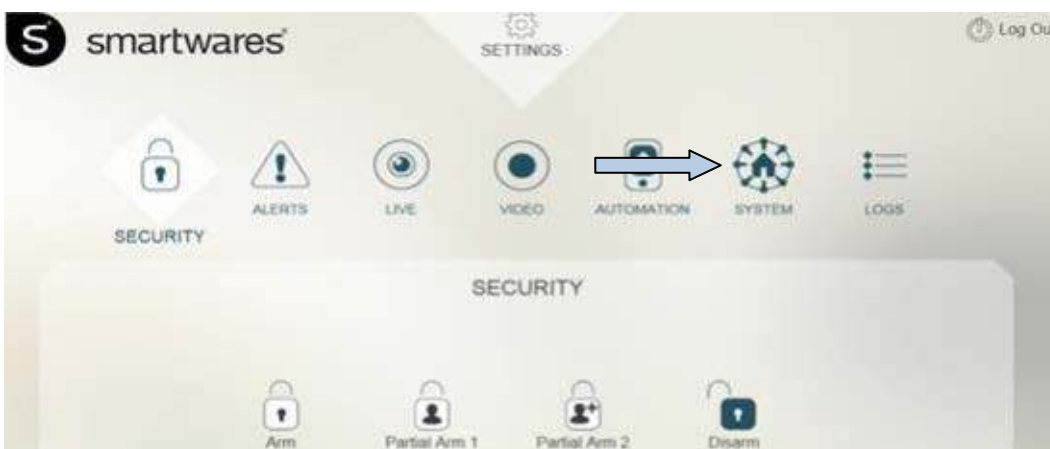 S smartwares
SETTINGS
Log Ou
ALERTS
LIVE
VIDEO
AUTOMATION
SYSTEM
LOGS
SECURITY
SECURITY
Arm
Partial Arm 1
Partial Arm 2
Disarm